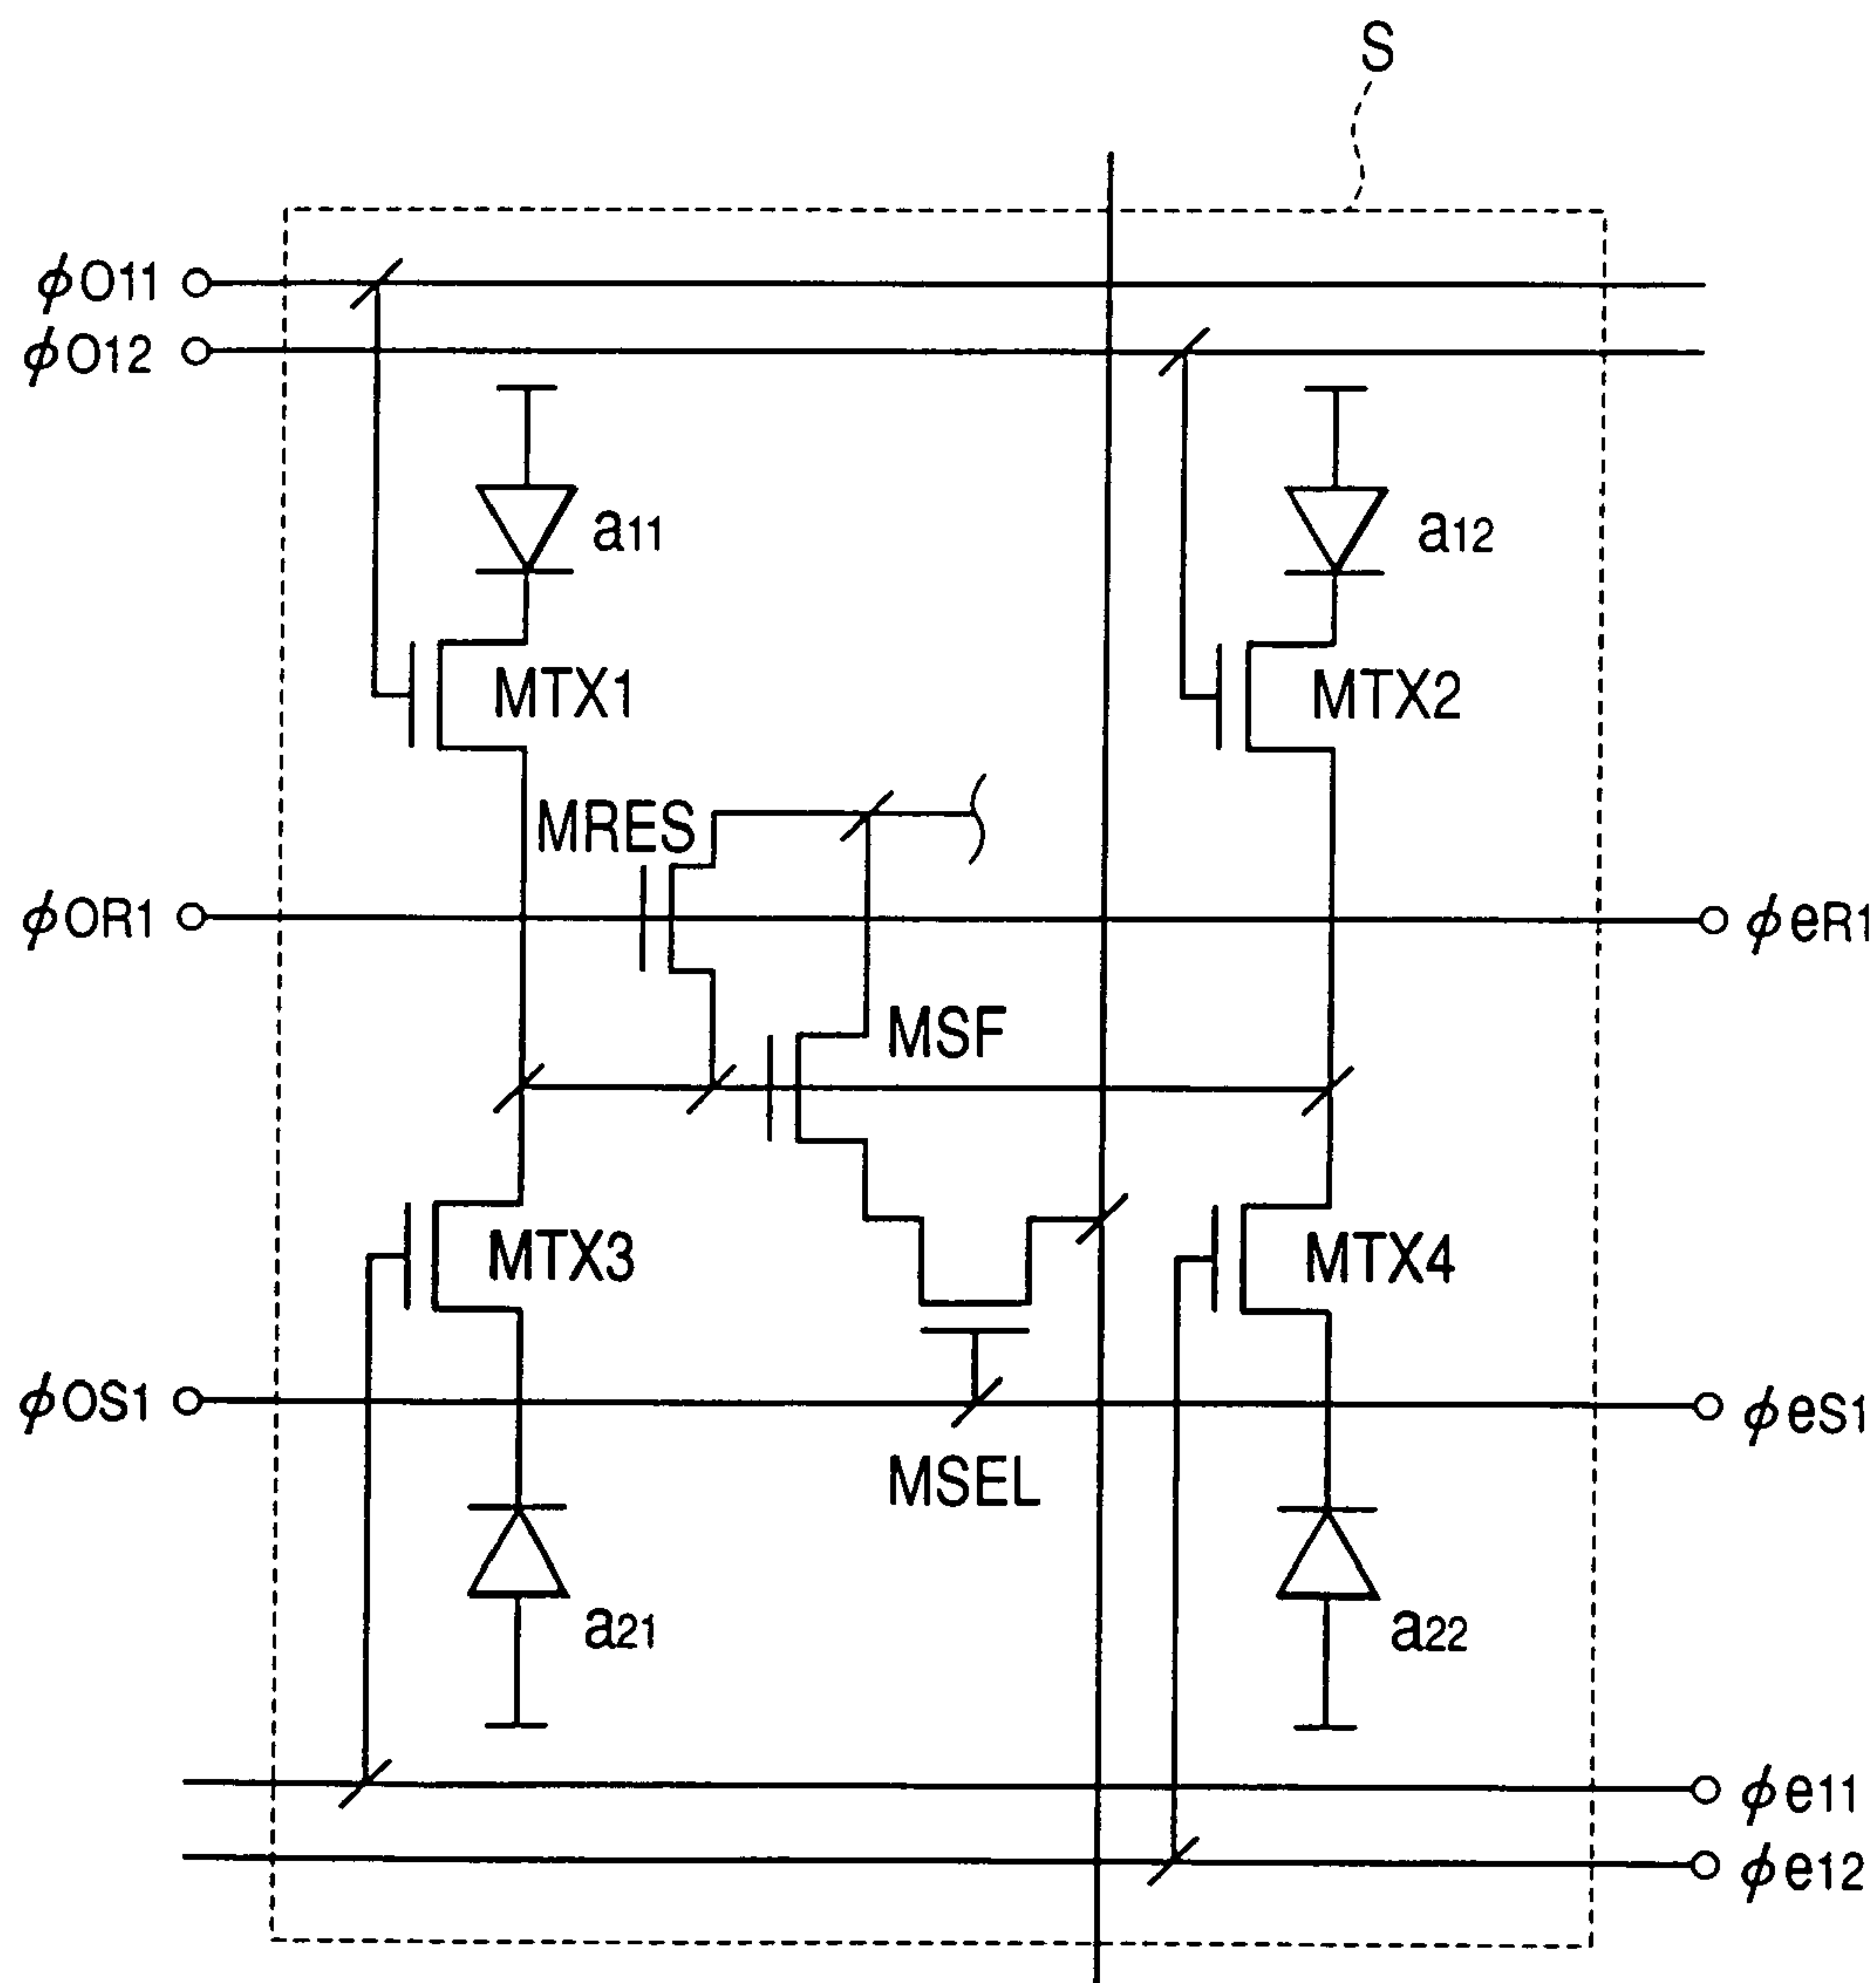 S
ϕO11
ϕO12
a11
a12
MTX1
MTX2
MRES
ϕOR1
ϕeR1
MSF
MTX3
MTX4
ϕOS1
ϕeS1
MSEL
a21
a22
ϕe11
ϕe12